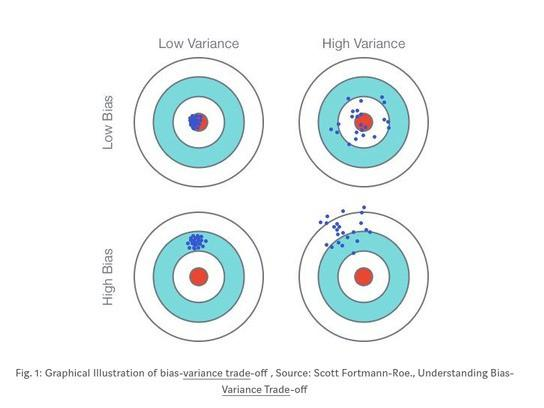 Low Variance
High Variance
Low Bias
High Bias
Fig. 1: Graphical Illustration of bias-variance trade-off , Source: Scott Fortmann-Roe., Understanding Bias-
Variance Trade-off